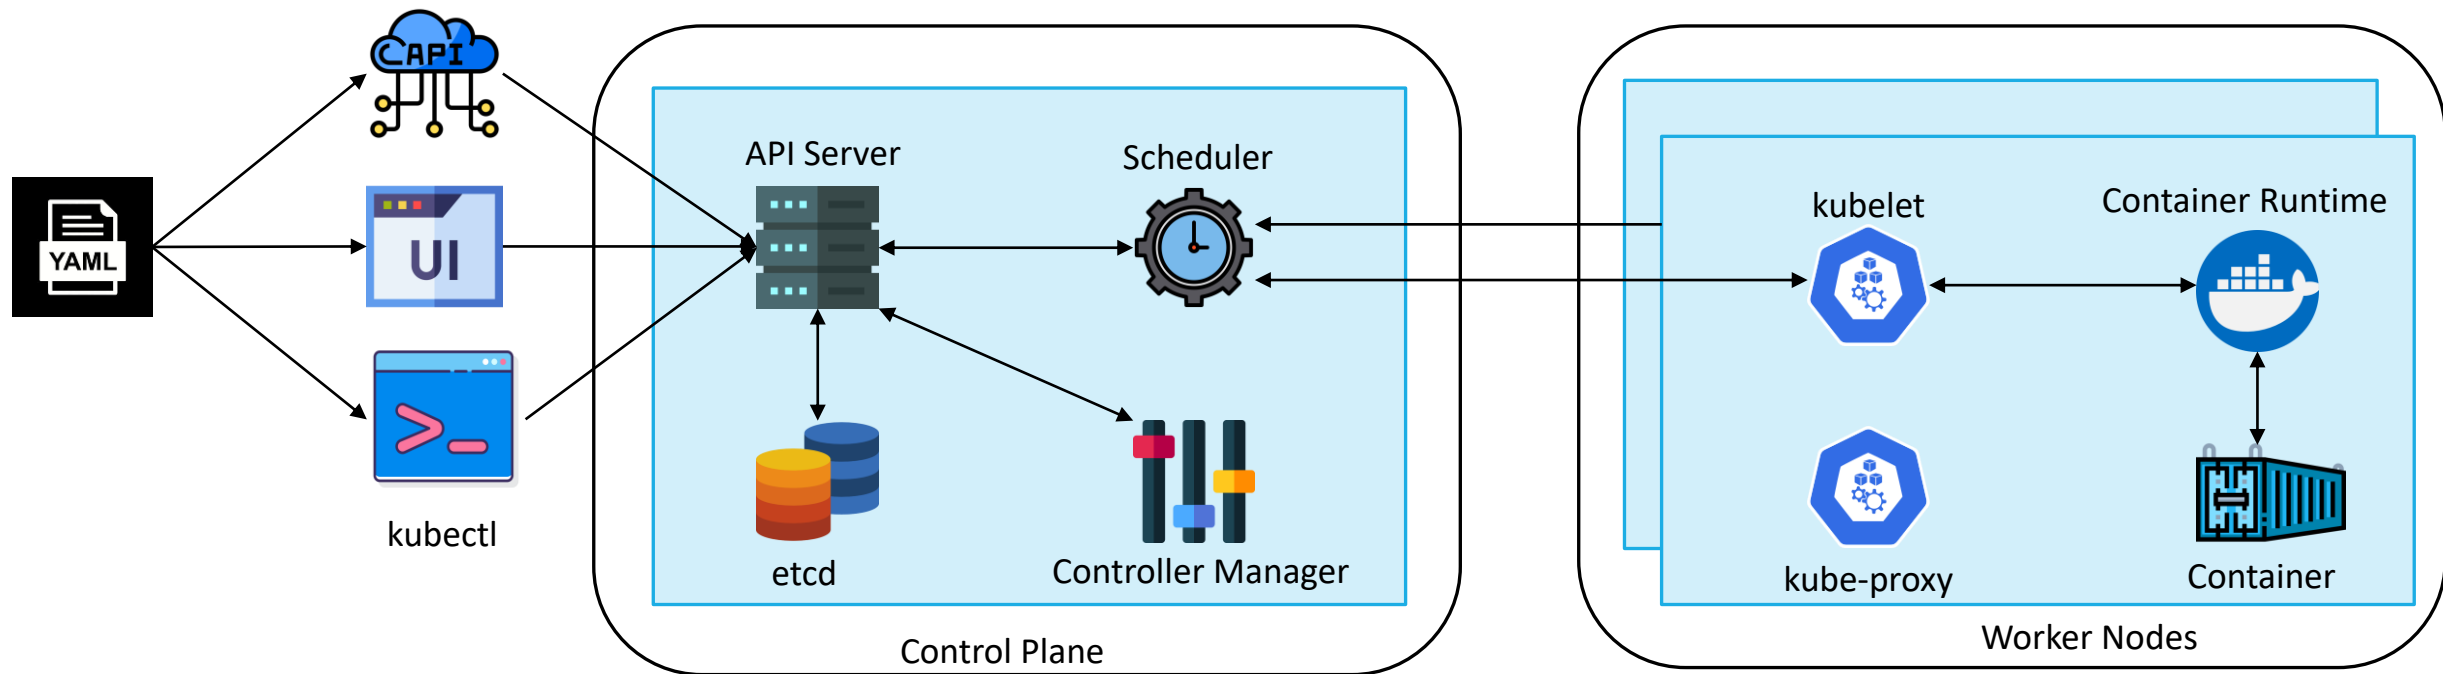 API
YAML
UI
>_
kubectl
API Server
Scheduler
etcd
Controller Manager
Control Plane
kubelet
Container Runtime
kube-proxy
Container
Worker Nodes